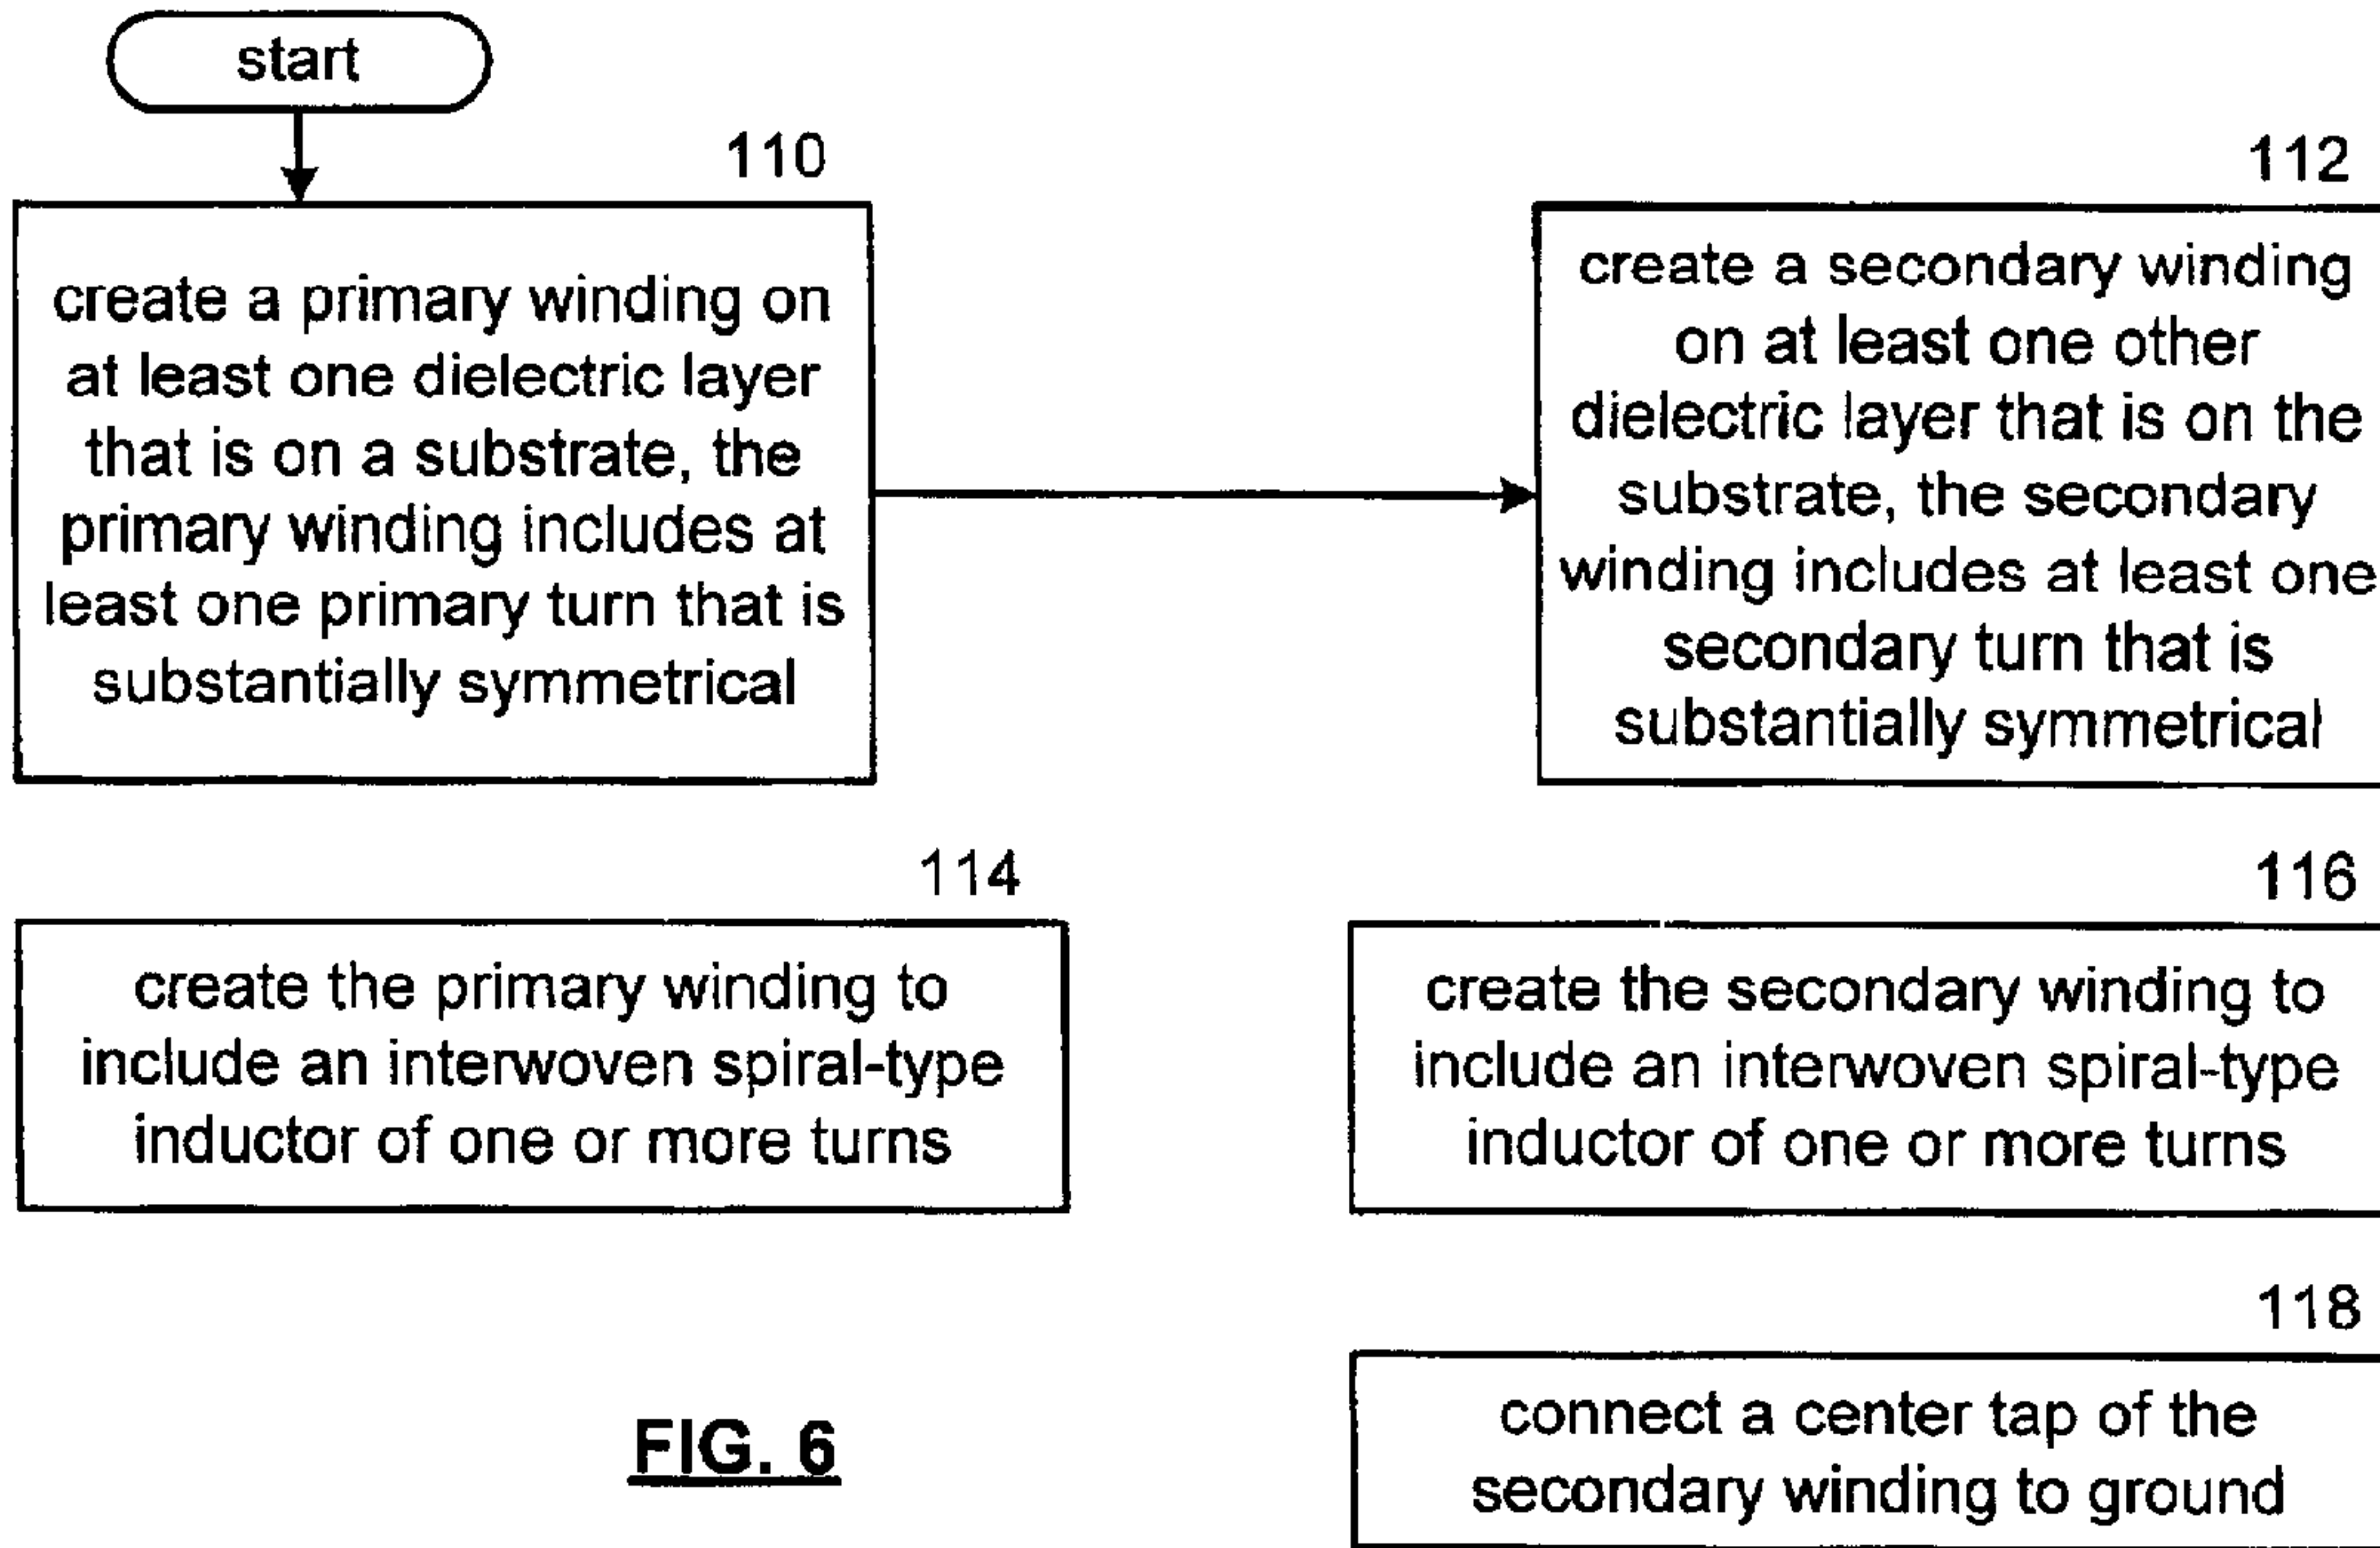 start
110
create a primary winding on
at least one dielectric layer
that is on a substrate, the
primary winding includes at
least one primary turn that is
substantially symmetrical
112
create a secondary winding
on at least one other
dielectric layer that is on the
substrate, the secondary
winding includes at least one
secondary turn that is
substantially symmetrical
114
create the primary winding to
include an interwoven spiral-type
inductor of one or more turns
116
create the secondary winding to
include an interwoven spiral-type
inductor of one or more turns
118
connect a center tap of the
secondary winding to ground
FIG. 6